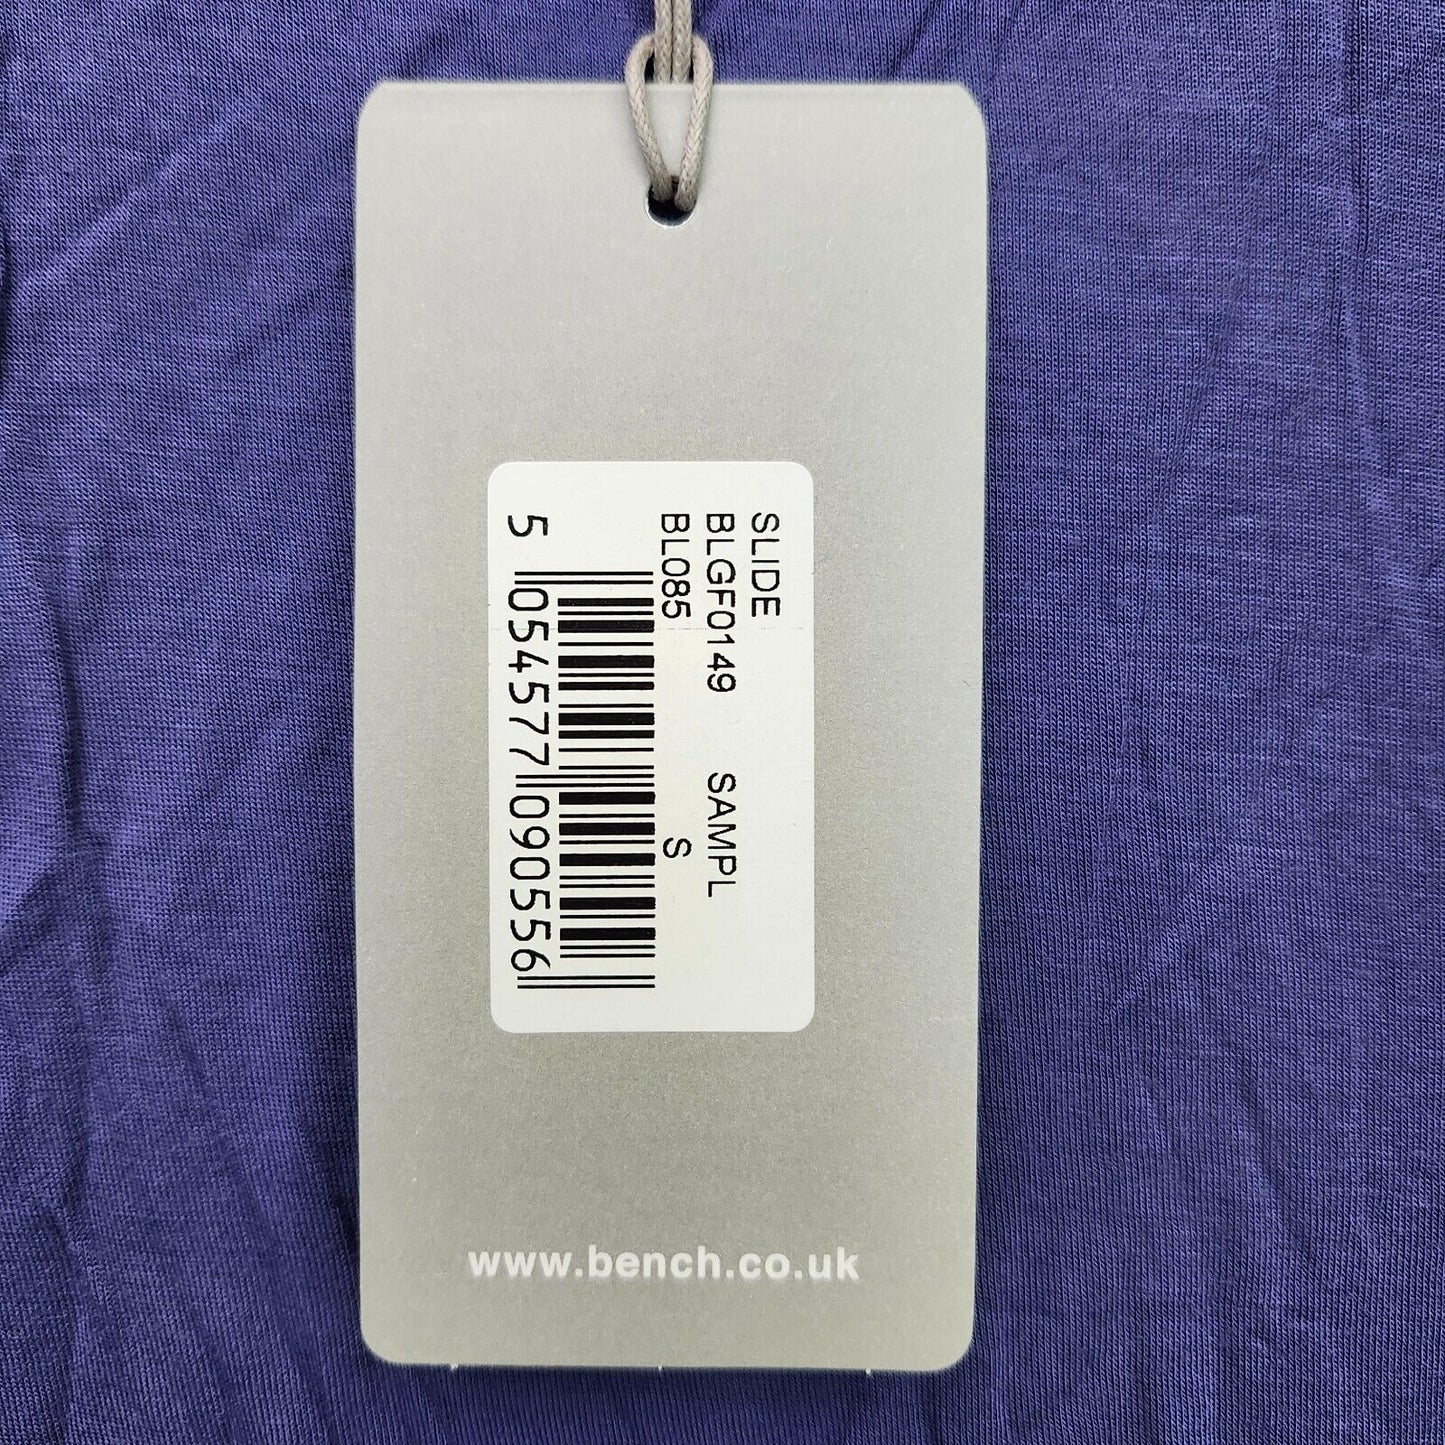 SLIDE
BLGF0149 SAMPL
BL085 S
5 054577 090556
www.bench.co.uk